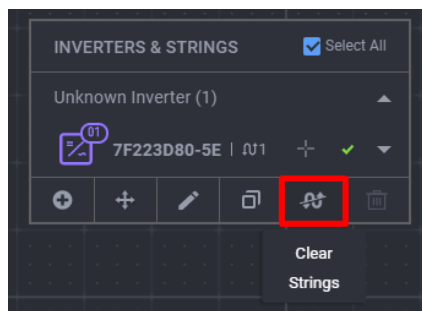 INVERTERS & STRINGS Select All
Unknown Inverter (1)
01
7F223D80-5E | 1
Clear
Strings